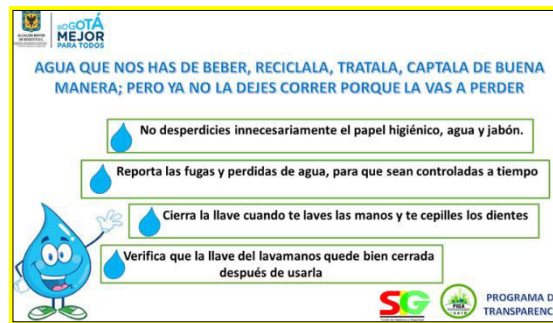 BOGOTÁ
MEJOR
PARA TODOS
AGUA QUE NOS HAS DE BEBER, RECICLALA, TRATALA, CAPTALA DE BUENA
MANERA; PERO YA NO LA DEJES CORRER PORQUE LA VAS A PERDER
No desperdicies innecesariamente el papel higiénico, agua y jabón.
Reporta las fugas y perdidas de agua, para que sean controladas a tiempo
Cierra la llave cuando te laves las manos y te cepilles los dientes
Verifica que la llave del lavamanos quede bien cerrada
después de usarla
SIG
PIGA
PROGRAMA D
TRANSPARENC